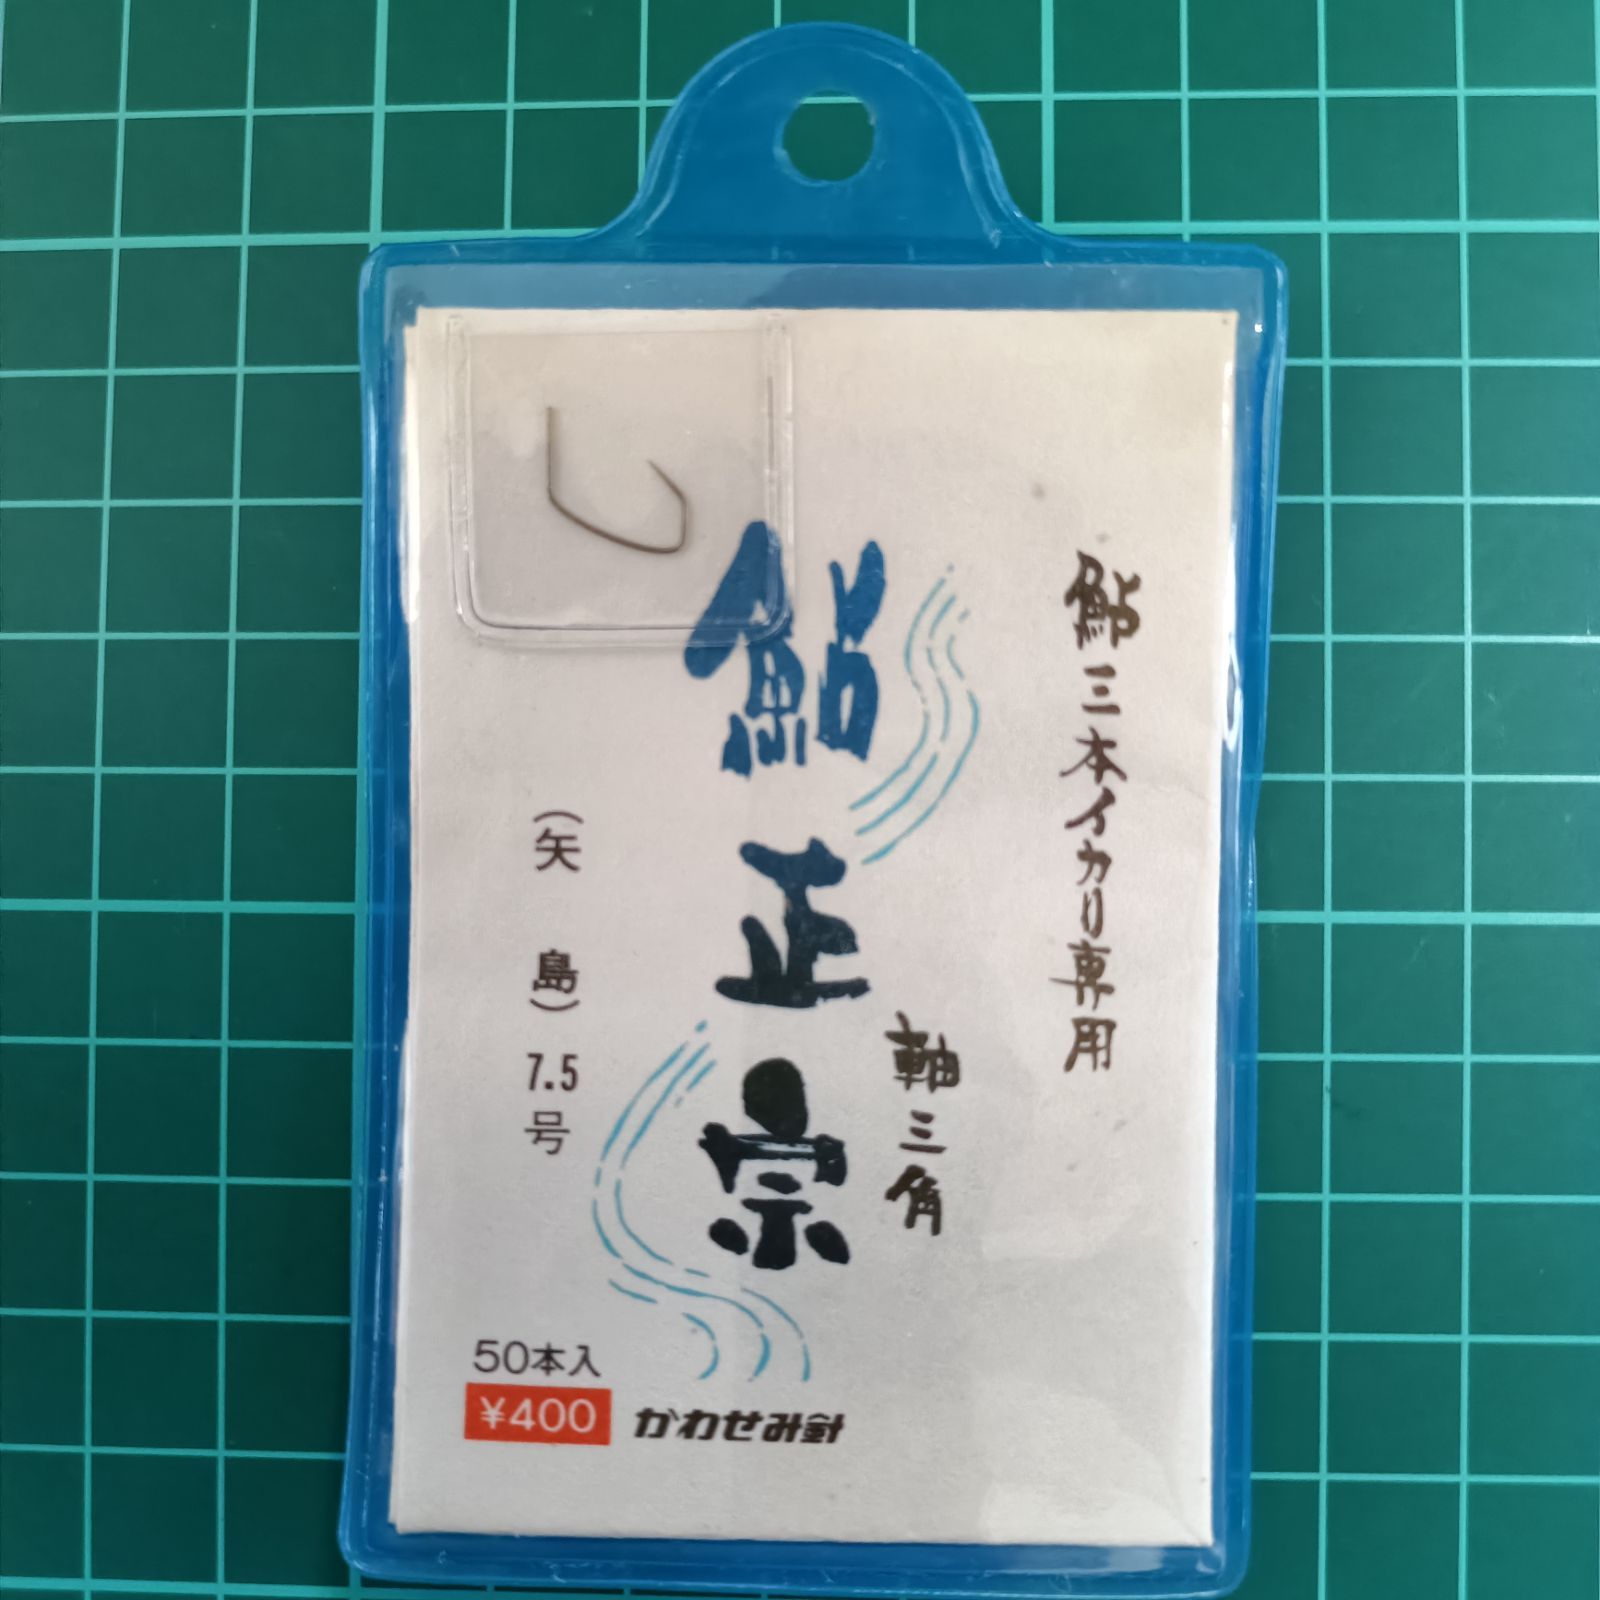 鮎三本イカリ専用
鮎正宗
軸三角
（矢島）7.5号
50本入
¥400
かわせみ針